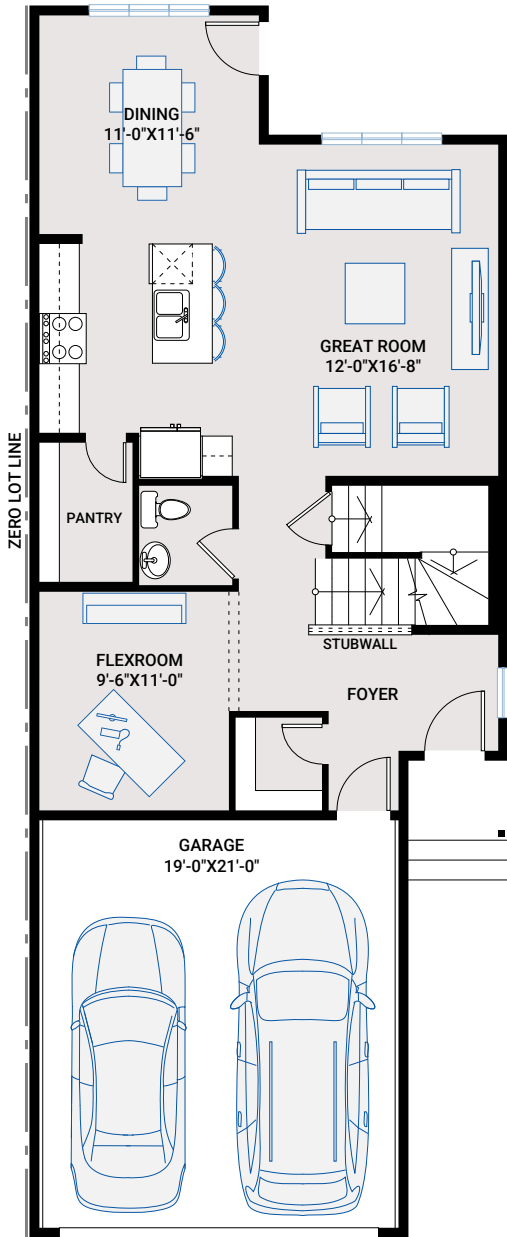 DINING
11'-0"X11'-6"
GREAT ROOM
12'-0"X16'-8"
ZERO LOT LINE
PANTRY
STUBWALL
FLEXROOM
9'-6"X11'-0"
FOYER
GARAGE
19'-0"X21'-0"